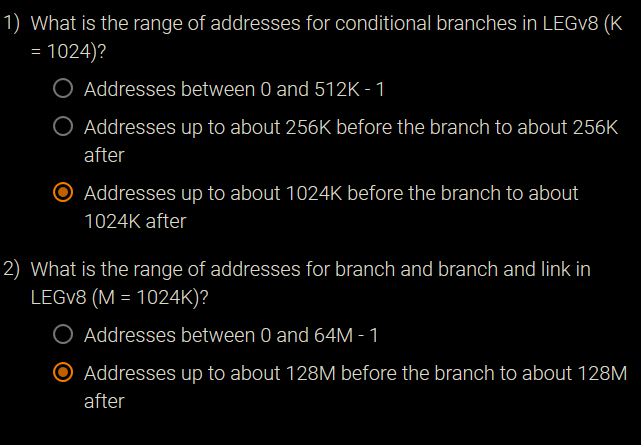 1) What is the range of addresses for conditional branches in LEGv8 (K
= 1024)?
Addresses between 0 and 512K - 1
Addresses up to about 256K before the branch to about 256K
after
Addresses up to about 1024K before the branch to about
1024K after
2) What is the range of addresses for branch and branch and link in
LEGv8 (M = 1024K)?
Addresses between 0 and 64M - 1
Addresses up to about 128M before the branch to about 128M
after